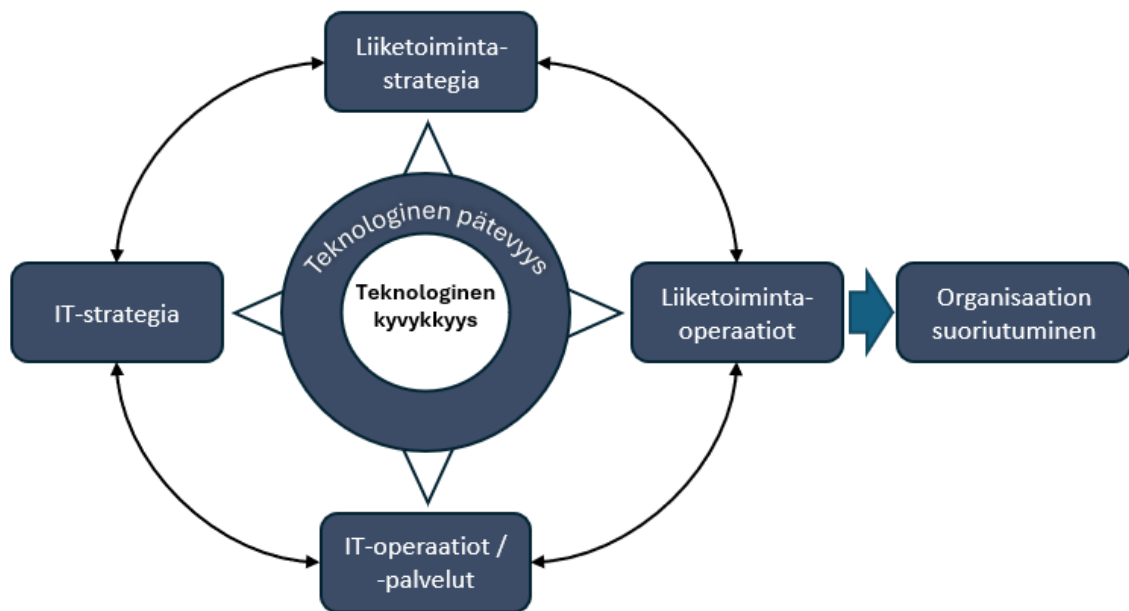 Liiketoiminta-
strategia
Teknologinen pätevyys
Teknologinen
kyvykkyys
IT-strategia
Liiketoiminta-
operaatiot
Organisaation
suoriutuminen
IT-operaatiot /
-palvelut